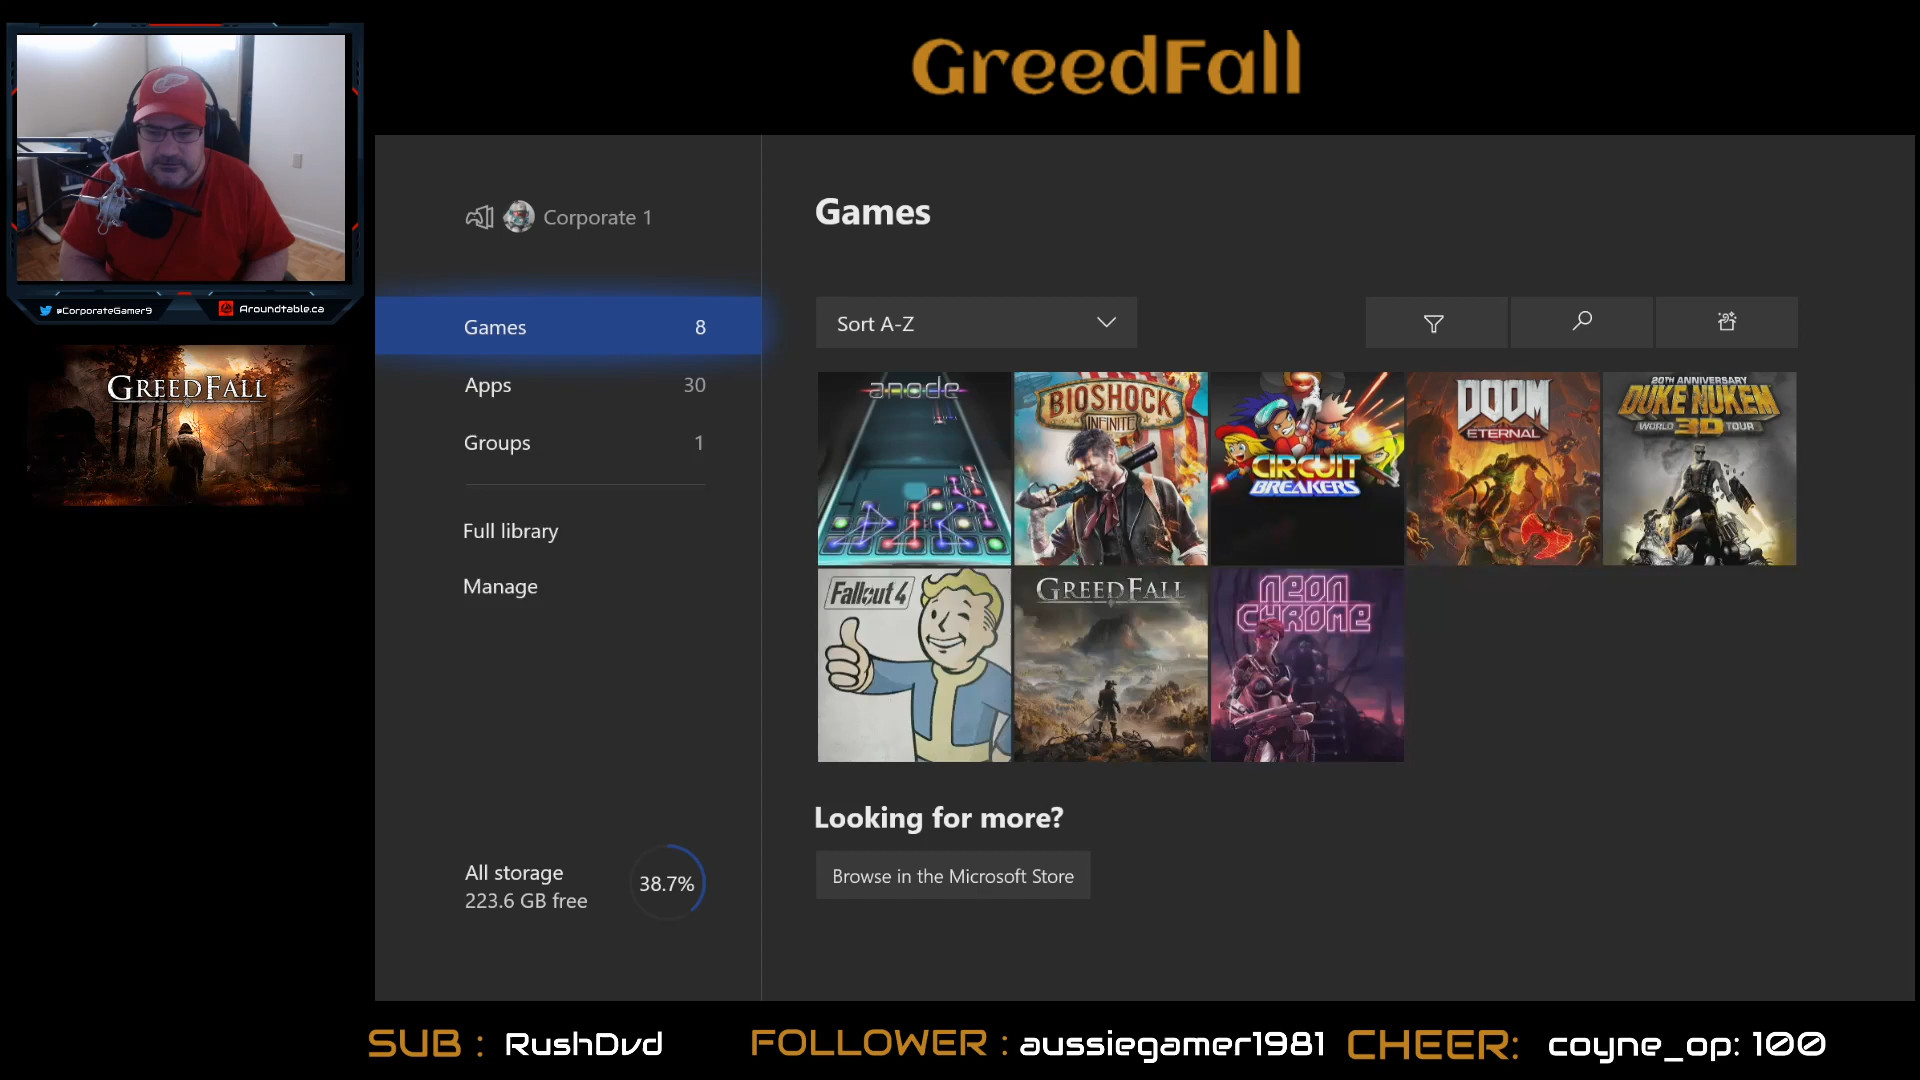 GreedFall
@CorporateGamer9
Aroundtable.ca
GREEDFALL
Corporate 1
Games 8
Apps 30
Groups 1
Full library
Manage
All storage
223.6 GB free
38.7%
Games
Sort A-Z
anode
BIOSHOCK
INFINITE
CIRCUIT
BREAKERS
DOOM
ETERNAL
20TH ANNIVERSARY
DUKE NUKEM
3D
WORLD TOUR
Fallout 4
GREEDFALL
NEON
CHROME
Looking for more?
Browse in the Microsoft Store
SUB : RushDvd
FOLLOWER : aussiegamer1981
CHEER: coyne_op: 100